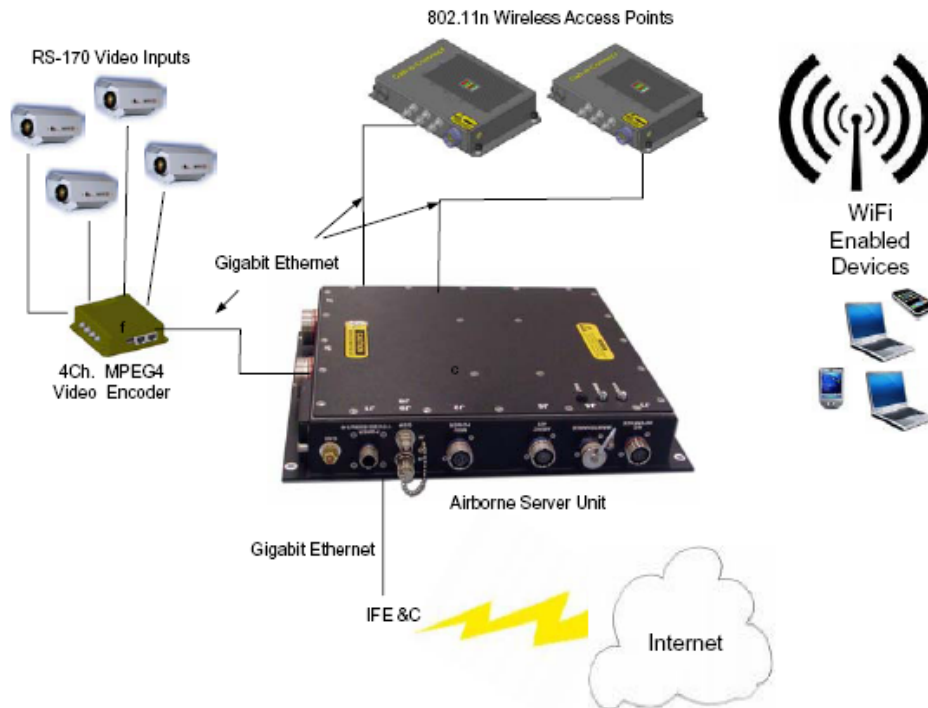 802.11n Wireless Access Points
RS-170 Video Inputs
WiFi
Enabled
Devices
Gigabit Ethernet
f
4Ch. MPEG4
Video Encoder
c
Airborne Server Unit
Gigabit Ethernet
IFE &C
Internet